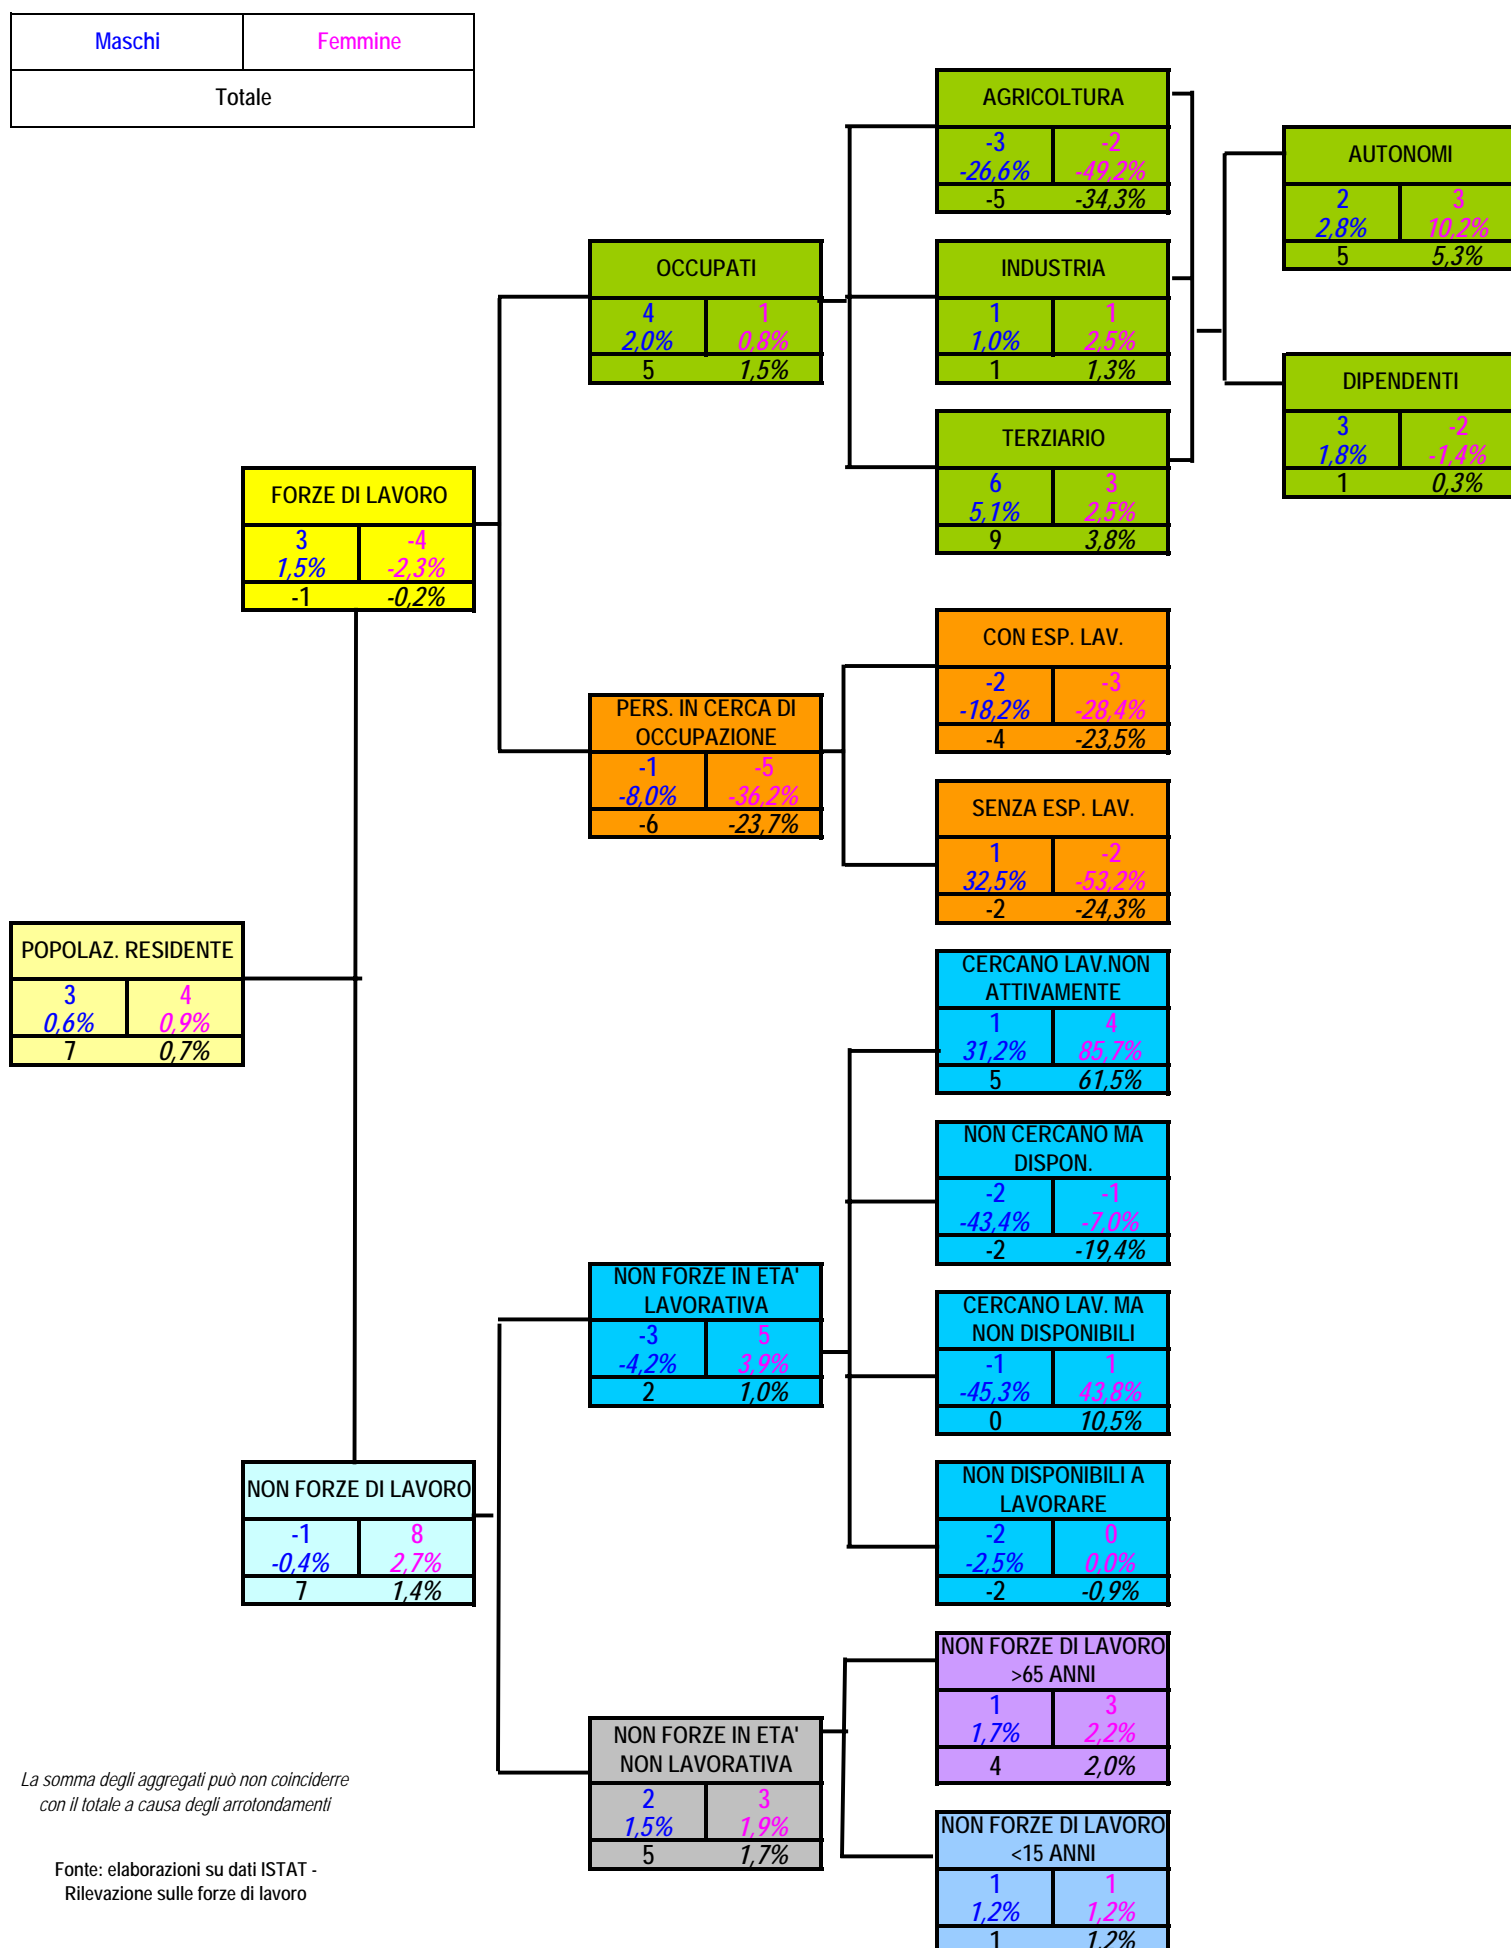 Maschi Femmine
Totale
AGRICOLTURA
-3 -2
-26,6% -49,2%
-5 -34,3%
AUTONOMI
2 3
2,8% 10,2%
5 5,3%
OCCUPATI
4 1
2,0% 0,8%
5 1,5%
INDUSTRIA
1 1
1,0% 2,5%
1 1,3%
DIPENDENTI
3 -2
1,8% -1,4%
1 0,3%
TERZIARIO
6 3
5,1% 2,5%
9 3,8%
FORZE DI LAVORO
3 -4
1,5% -2,3%
-1 -0,2%
CON ESP. LAV.
-2 -3
-18,2% -28,4%
-4 -23,5%
PERS. IN CERCA DI
OCCUPAZIONE
-1 -5
-8,0% -36,2%
-6 -23,7%
SENZA ESP. LAV.
1 -2
32,5% -53,2%
-2 -24,3%
POPOLAZ. RESIDENTE
3 4
0,6% 0,9%
7 0,7%
CERCANO LAV.NON
ATTIVAMENTE
1 4
31,2% 85,7%
5 61,5%
NON CERCANO MA
DISPON.
-2 -1
-43,4% -7,0%
-2 -19,4%
NON FORZE IN ETA'
LAVORATIVA
-3 5
-4,2% 3,9%
2 1,0%
CERCANO LAV. MA
NON DISPONIBILI
-1 1
-45,3% 43,8%
0 10,5%
NON FORZE DI LAVORO
-1 8
-0,4% 2,7%
7 1,4%
NON DISPONIBILI A
LAVORARE
-2 0
-2,5% 0,0%
-2 -0,9%
NON FORZE DI LAVORO
>65 ANNI
1 3
1,7% 2,2%
4 2,0%
NON FORZE IN ETA'
NON LAVORATIVA
2 3
1,5% 1,9%
5 1,7%
NON FORZE DI LAVORO
<15 ANNI
1 1
1,2% 1,2%
1 1,2%
La somma degli aggregati può non coinciderre
con il totale a causa degli arrotondamenti
Fonte: elaborazioni su dati ISTAT -
Rilevazione sulle forze di lavoro